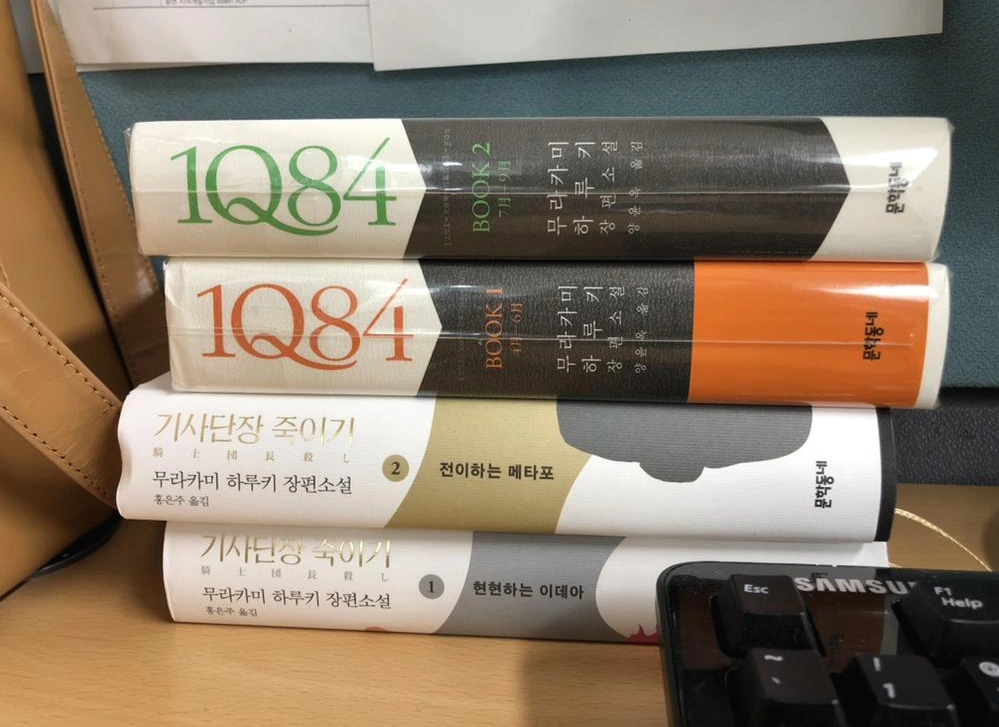 1Q84
BOOK 2
7月-9月
무라카미
하루키
장편소설
양윤옥 옮김
문학동네
1Q84
BOOK 1
4月-6月
무라카미
하루키
장편소설
양윤옥 옮김
문학동네
기사단장 죽이기
騎士団長殺し
무라카미 하루키 장편소설
홍은주 옮김
2
전이하는 메타포
문학동네
기사단장 죽이기
騎士団長殺し
무라카미 하루키 장편소설
홍은주 옮김
1
현현하는 이데아
Esc
F1
Help
~
!
1